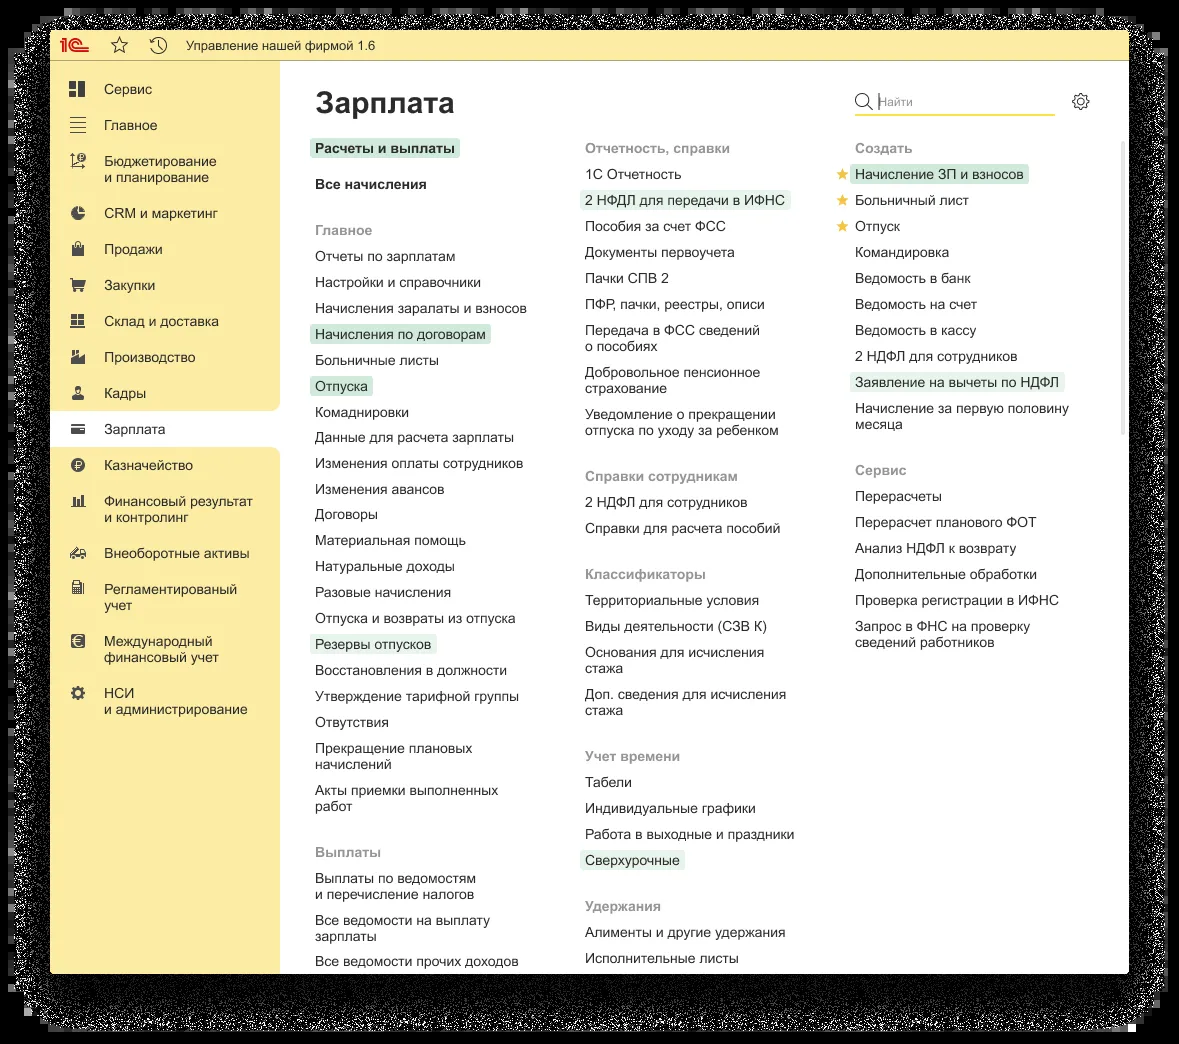 1С
Управление нашей фирмой 1.6
Сервис
Главное
Бюджетирование
и планирование
CRM и маркетинг
Продажи
Закупки
Склад и доставка
Производство
Кадры
Зарплата
Казначейство
Финансовый результат
и контролинг
Внеоборотные активы
Регламентированый
учет
Международный
финансовый учет
НСИ
и администрирование
Зарплата
Найти
Расчеты и выплаты
Все начисления
Главное
Отчеты по зарплатам
Настройки и справочники
Начисления заралаты и взносов
Начисления по договорам
Больничные листы
Отпуска
Комаднировки
Данные для расчета зарплаты
Изменения оплаты сотрудников
Изменения авансов
Договоры
Материальная помощь
Натуральные доходы
Разовые начисления
Отпуска и возвраты из отпуска
Резервы отпусков
Восстановления в должности
Утверждение тарифной группы
Отвутствия
Прекращение плановых
начислений
Акты приемки выполненных
работ
Выплаты
Выплаты по ведомостям
и перечисление налогов
Все ведомости на выплату
зарплаты
Все ведомости прочих доходов
Отчетность, справки
1С Отчетность
2 НФДЛ для передачи в ИФНС
Пособия за счет ФСС
Документы первоучета
Пачки СПВ 2
ПФР, пачки, реестры, описи
Передача в ФСС сведений
о пособиях
Добровольное пенсионное
страхование
Уведомление о прекращении
отпуска по уходу за ребенком
Справки сотрудникам
2 НДФЛ для сотрудников
Справки для расчета пособий
Классификаторы
Территориальные условия
Виды деятельности (СЗВ К)
Основания для исчисления
стажа
Доп. сведения для исчисления
стажа
Учет времени
Табели
Индивидуальные графики
Работа в выходные и праздники
Сверхурочные
Удержания
Алименты и другие удержания
Исполнительные листы
Создать
Начисление ЗП и взносов
Больничный лист
Отпуск
Командировка
Ведомость в банк
Ведомость на счет
Ведомость в кассу
2 НДФЛ для сотрудников
Заявление на вычеты по НДФЛ
Начисление за первую половину
месяца
Сервис
Перерасчеты
Перерасчет планового ФОТ
Анализ НДФЛ к возврату
Дополнительные обработки
Проверка регистрации в ИФНС
Запрос в ФНС на проверку
сведений работников